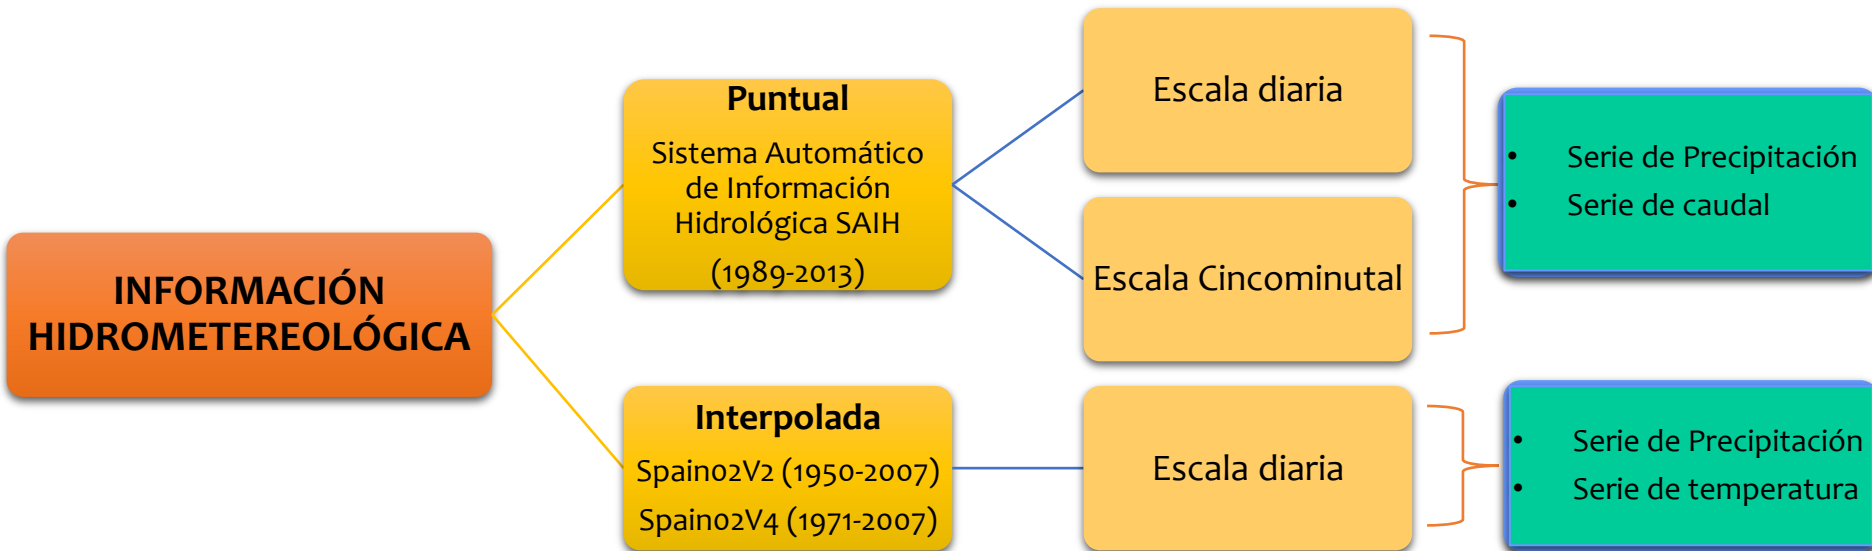 INFORMACIÓN
HIDROMETEREOLÓGICA
Puntual
Sistema Automático
de Información
Hidrológica SAIH
(1989-2013)
Escala diaria
Escala Cincominutal
• Serie de Precipitación
• Serie de caudal
Interpolada
Spain02V2 (1950-2007)
Spain02V4 (1971-2007)
Escala diaria
• Serie de Precipitación
• Serie de temperatura